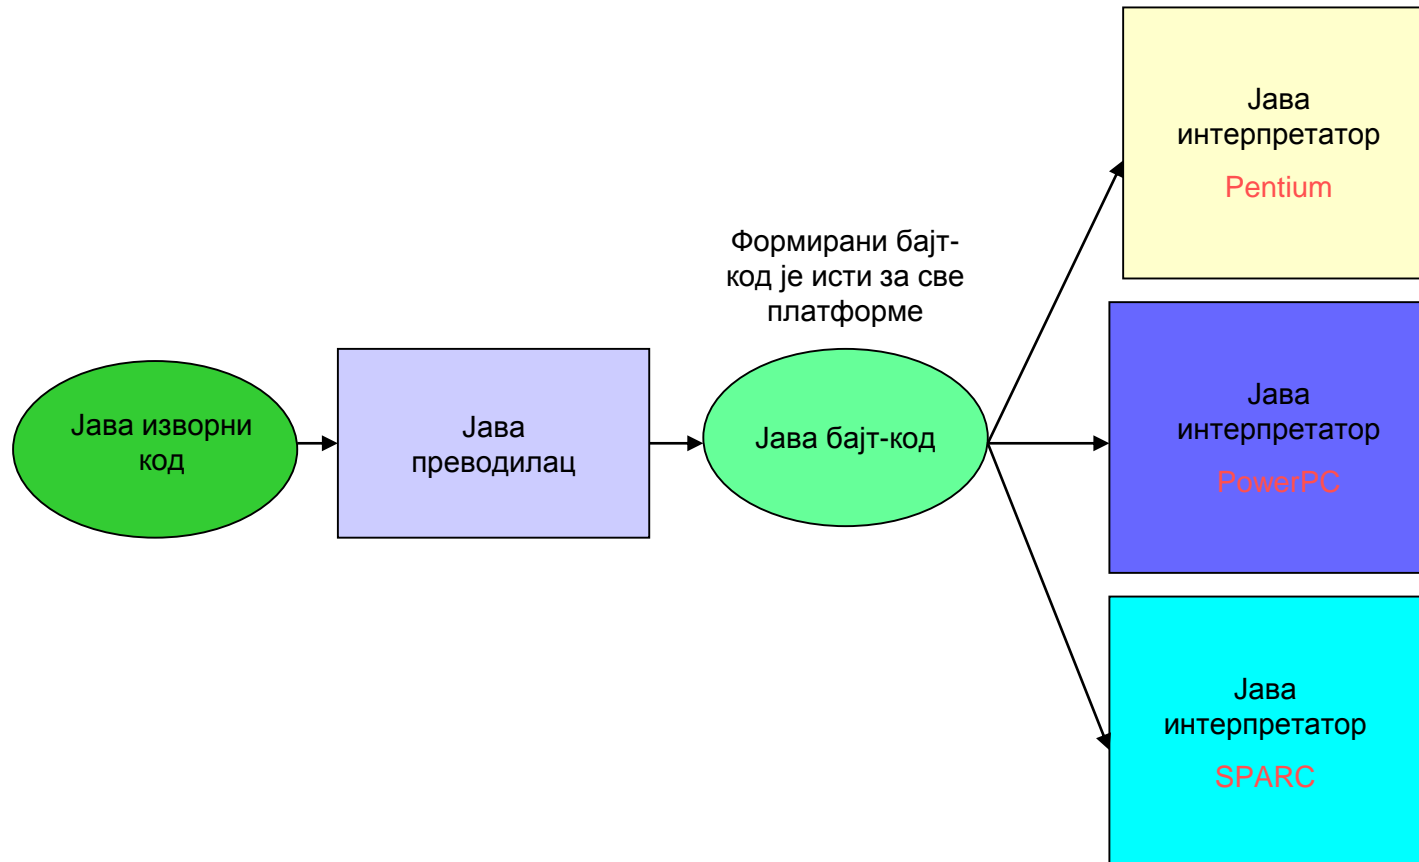 Јава изворни
код
Јава
преводилац
Формирани бајт-
код је исти за све
платформе
Јава бајт-код
Јава
интерпретатор
Pentium
Јава
интерпретатор
PowerPC
Јава
интерпретатор
SPARC